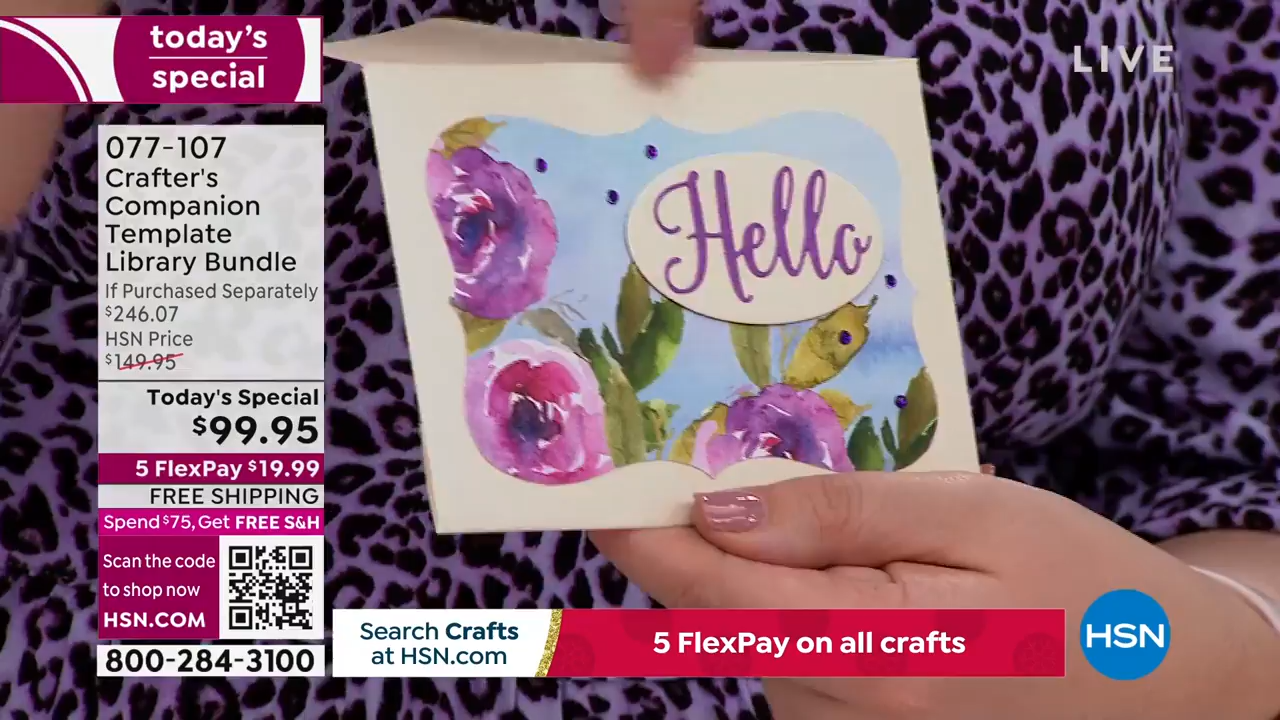 today's
special
LIVE
077-107
Crafter's
Companion
Template
Library Bundle
If Purchased Separately
$246.07
HSN Price
$149.95
Today's Special
$99.95
5 FlexPay $19.99
FREE SHIPPING
Spend $75, Get FREE S&H
Scan the code
to shop now
HSN.COM
800-284-3100
Hello
Search Crafts
at HSN.com
5 FlexPay on all crafts
HSN